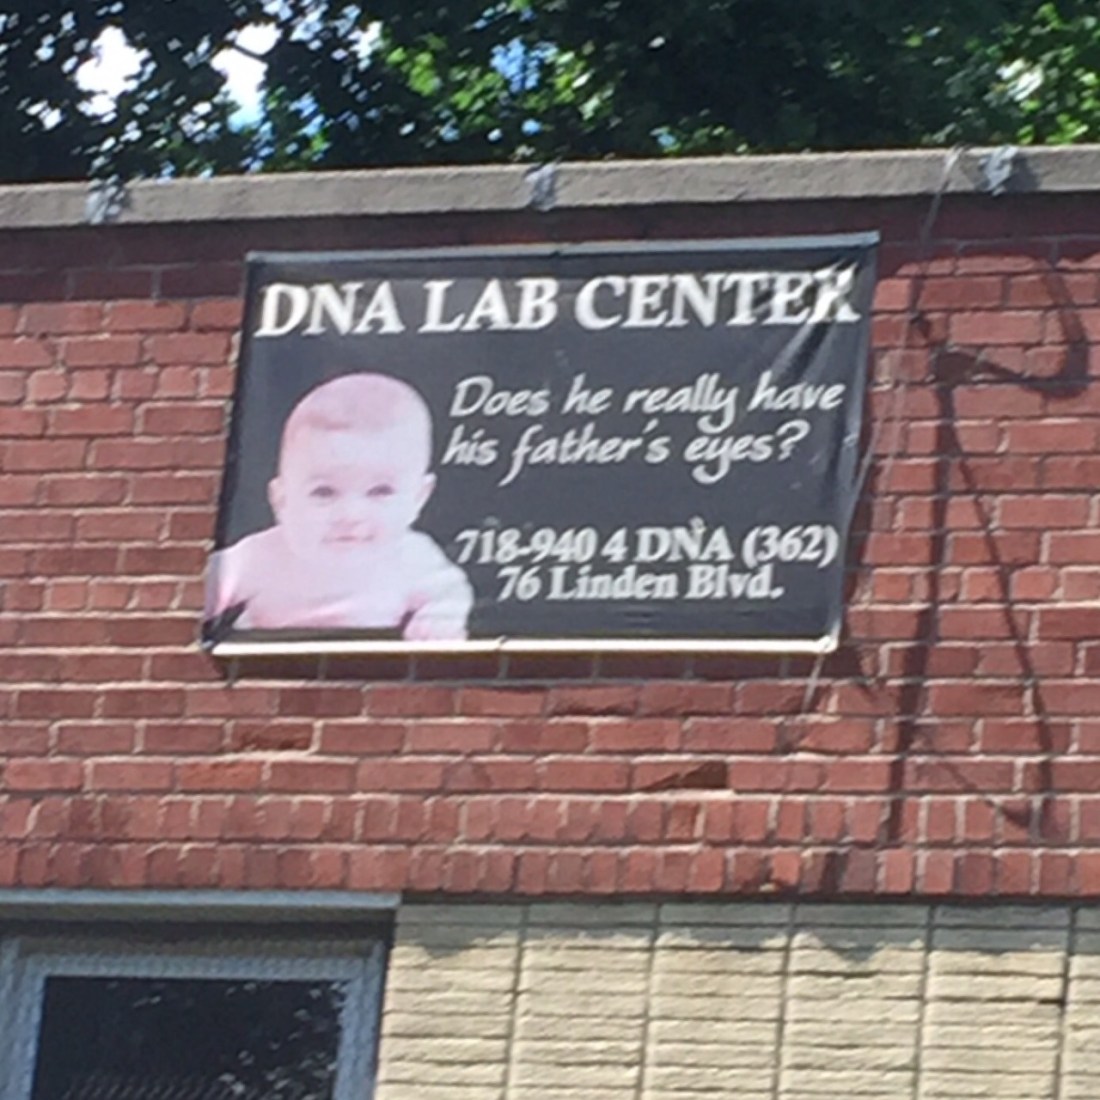 DNA LAB CENTER
Does he really have
his father's eyes?
718-940 4 DNA (362)
76 Linden Blvd.